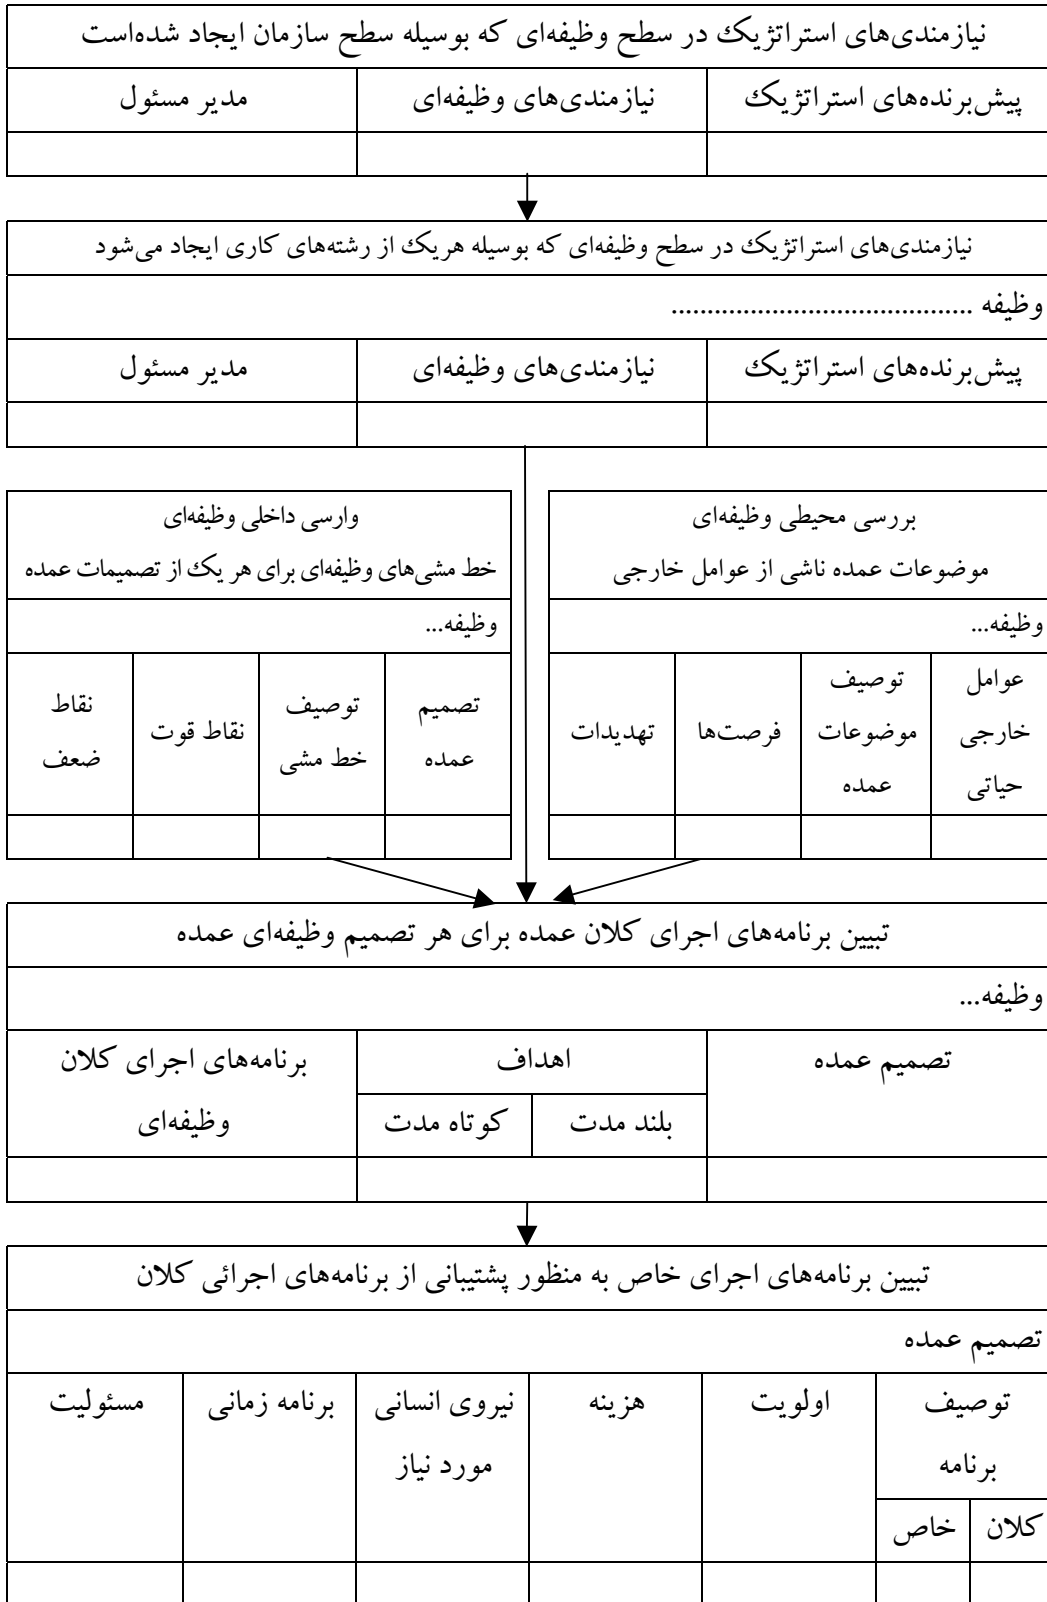 نیازمندی‌های استراتژیک در سطح وظیفه‌ای که بوسیله سطح سازمان ایجاد شده‌است
پیش‌برنده‌های استراتژیک
نیازمندی‌های وظیفه‌ای
مدیر مسئول
نیازمندی‌های استراتژیک در سطح وظیفه‌ای که بوسیله هریک از رشته‌های کاری ایجاد می‌شود
وظیفه .........................................
پیش‌برنده‌های استراتژیک
نیازمندی‌های وظیفه‌ای
مدیر مسئول
بررسی محیطی وظیفه‌ای
موضوعات عمده ناشی از عوامل خارجی
وظیفه...
عوامل
خارجی
حیاتی
توصیف
موضوعات
عمده
فرصت‌ها
تهدیدات
وارسی داخلی وظیفه‌ای
خط مشی‌های وظیفه‌ای برای هر یک از تصمیمات عمده
وظیفه...
تصمیم
عمده
توصیف
خط مشی
نقاط قوت
نقاط
ضعف
تبیین برنامه‌های اجرای کلان عمده برای هر تصمیم وظیفه‌ای عمده
وظیفه...
تصمیم عمده
اهداف
بلند مدت
کوتاه مدت
برنامه‌های اجرای کلان
وظیفه‌ای
تبیین برنامه‌های اجرای خاص به منظور پشتیبانی از برنامه‌های اجرائی کلان
تصمیم عمده
توصیف
برنامه
کلان
خاص
اولویت
هزینه
نیروی انسانی
مورد نیاز
برنامه زمانی
مسئولیت